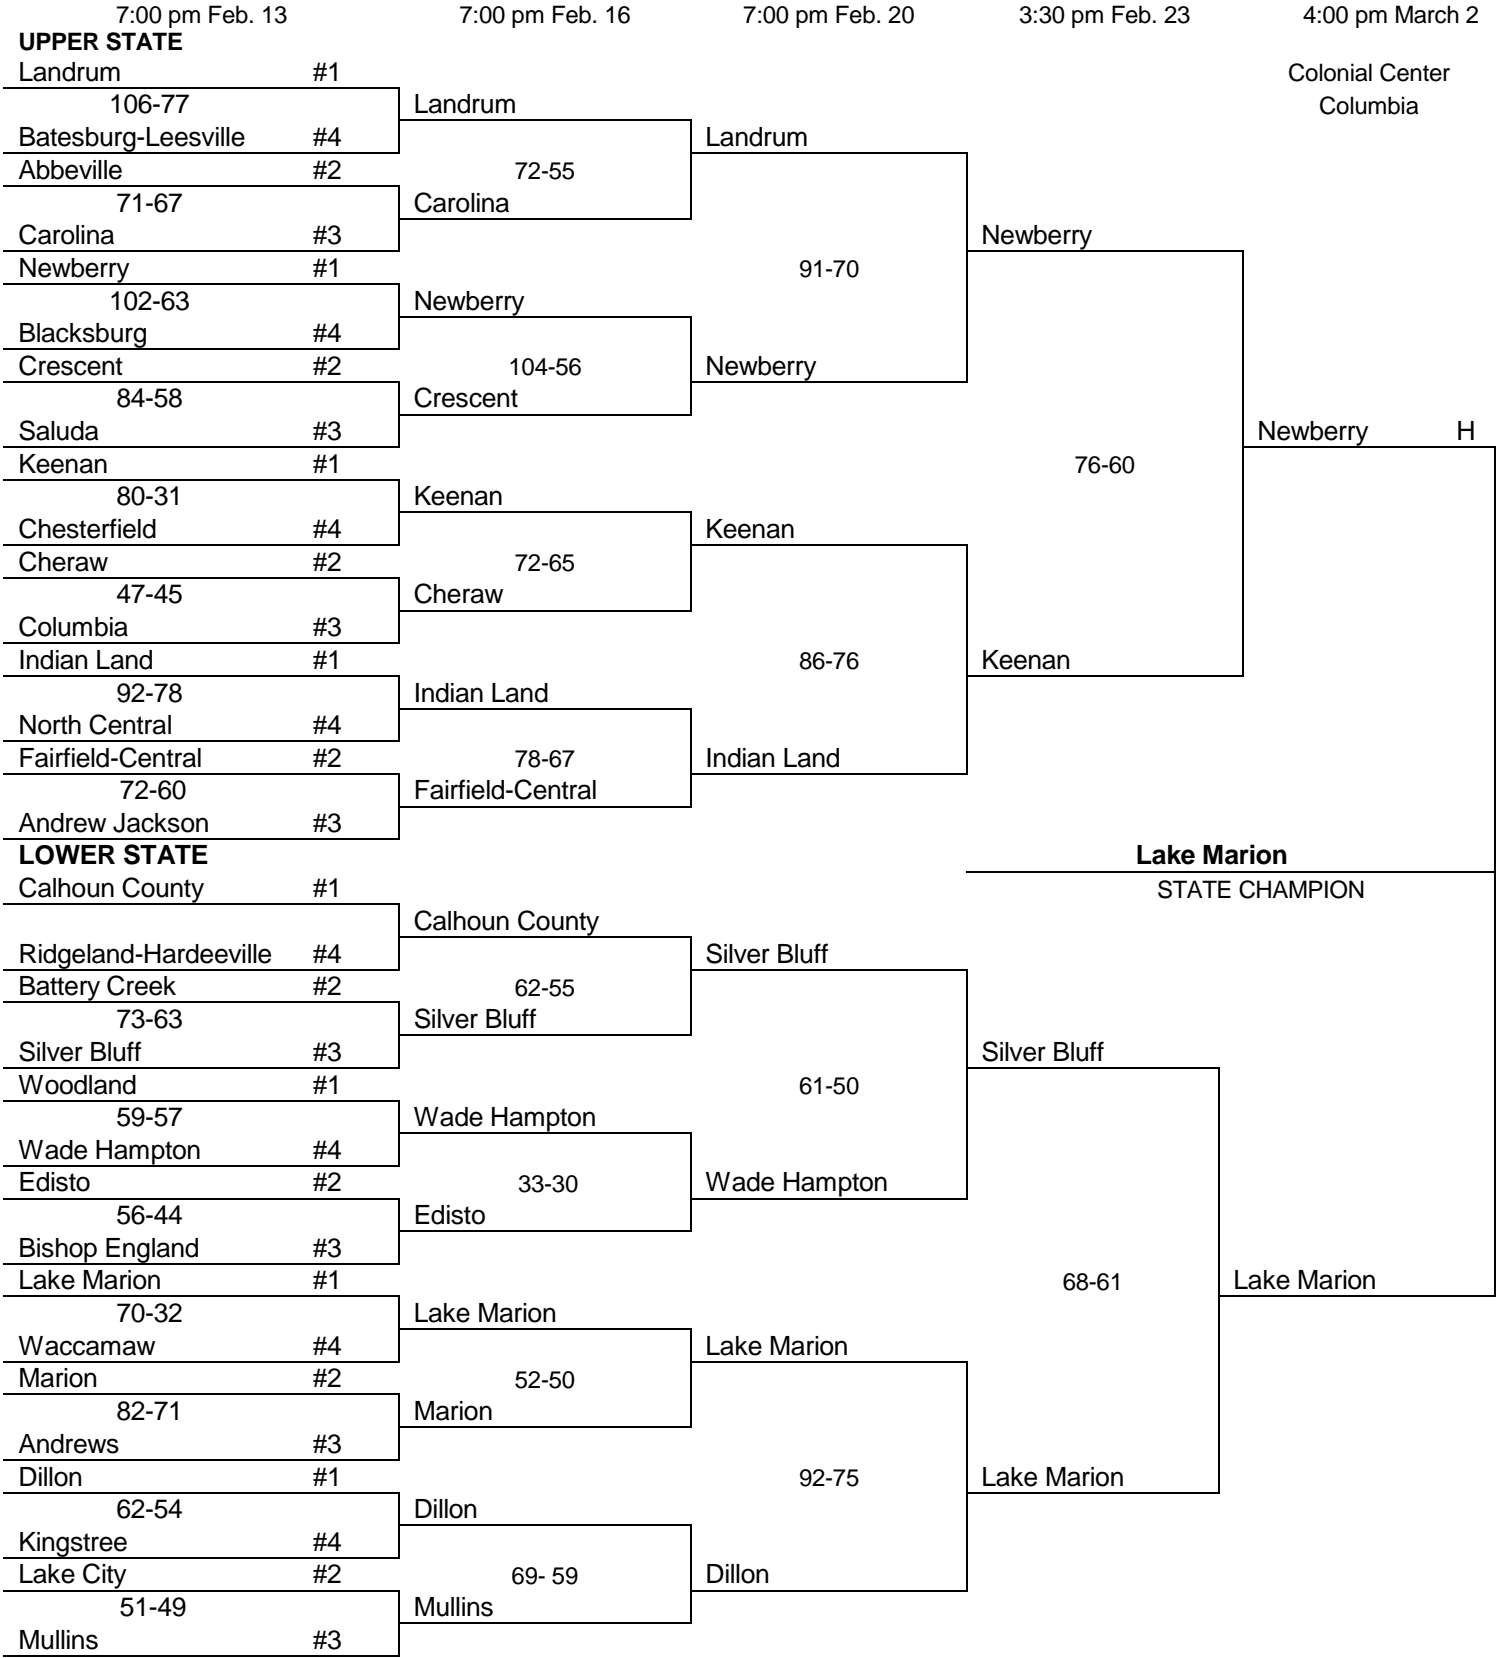 7:00 pm Feb. 13 7:00 pm Feb. 16 7:00 pm Feb. 20 3:30 pm Feb. 23 4:00 pm March 2
UPPER STATE
Landrum #1 Colonial Center
106-77 Landrum Columbia
Batesburg-Leesville #4 Landrum
Abbeville #2 72-55
71-67 Carolina
Carolina #3 Newberry
Newberry #1 91-70
102-63 Newberry
Blacksburg #4
Crescent #2 104-56 Newberry
84-58 Crescent
Saluda #3 Newberry H
Keenan #1 76-60
80-31 Keenan
Chesterfield #4 Keenan
Cheraw #2 72-65
47-45 Cheraw
Columbia #3
Indian Land #1 86-76 Keenan
92-78 Indian Land
North Central #4
Fairfield-Central #2 78-67 Indian Land
72-60 Fairfield-Central
Andrew Jackson #3
LOWER STATE Lake Marion
Calhoun County #1 STATE CHAMPION
Calhoun County
Ridgeland-Hardeeville #4 Silver Bluff
Battery Creek #2 62-55
73-63 Silver Bluff
Silver Bluff #3 Silver Bluff
Woodland #1 61-50
59-57 Wade Hampton
Wade Hampton #4
Edisto #2 33-30 Wade Hampton
56-44 Edisto
Bishop England #3
Lake Marion #1 68-61 Lake Marion
70-32 Lake Marion
Waccamaw #4 Lake Marion
Marion #2 52-50
82-71 Marion
Andrews #3
Dillon #1 92-75 Lake Marion
62-54 Dillon
Kingstree #4
Lake City #2 69- 59 Dillon
51-49 Mullins
Mullins #3